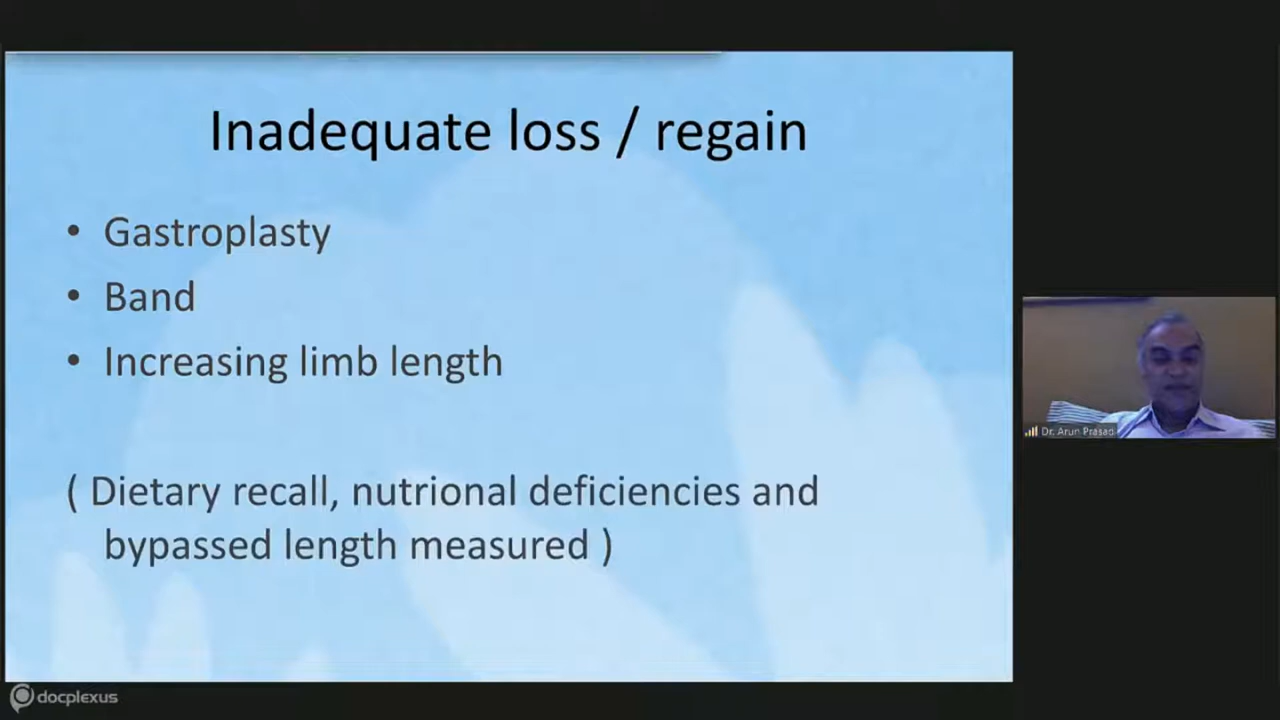 Inadequate loss / regain
• Gastroplasty
• Band
• Increasing limb length
( Dietary recall, nutrional deficiencies and
bypassed length measured )
Dr. Arun Prasad
docplexus